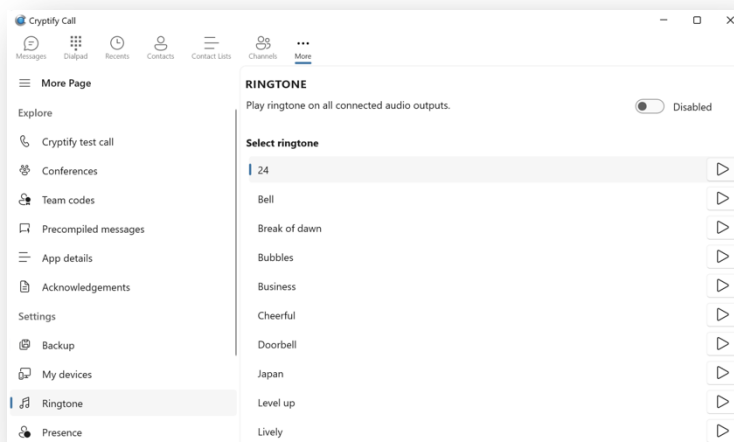 Cryptify Call
Messages Dialpad Recents Contacts Contact Lists Channels More
More Page
Explore
Cryptify test call
Conferences
Team codes
Precompiled messages
App details
Acknowledgements
Settings
Backup
My devices
Ringtone
Presence
RINGTONE
Play ringtone on all connected audio outputs.
Disabled
Select ringtone
24
Bell
Break of dawn
Bubbles
Business
Cheerful
Doorbell
Japan
Level up
Lively